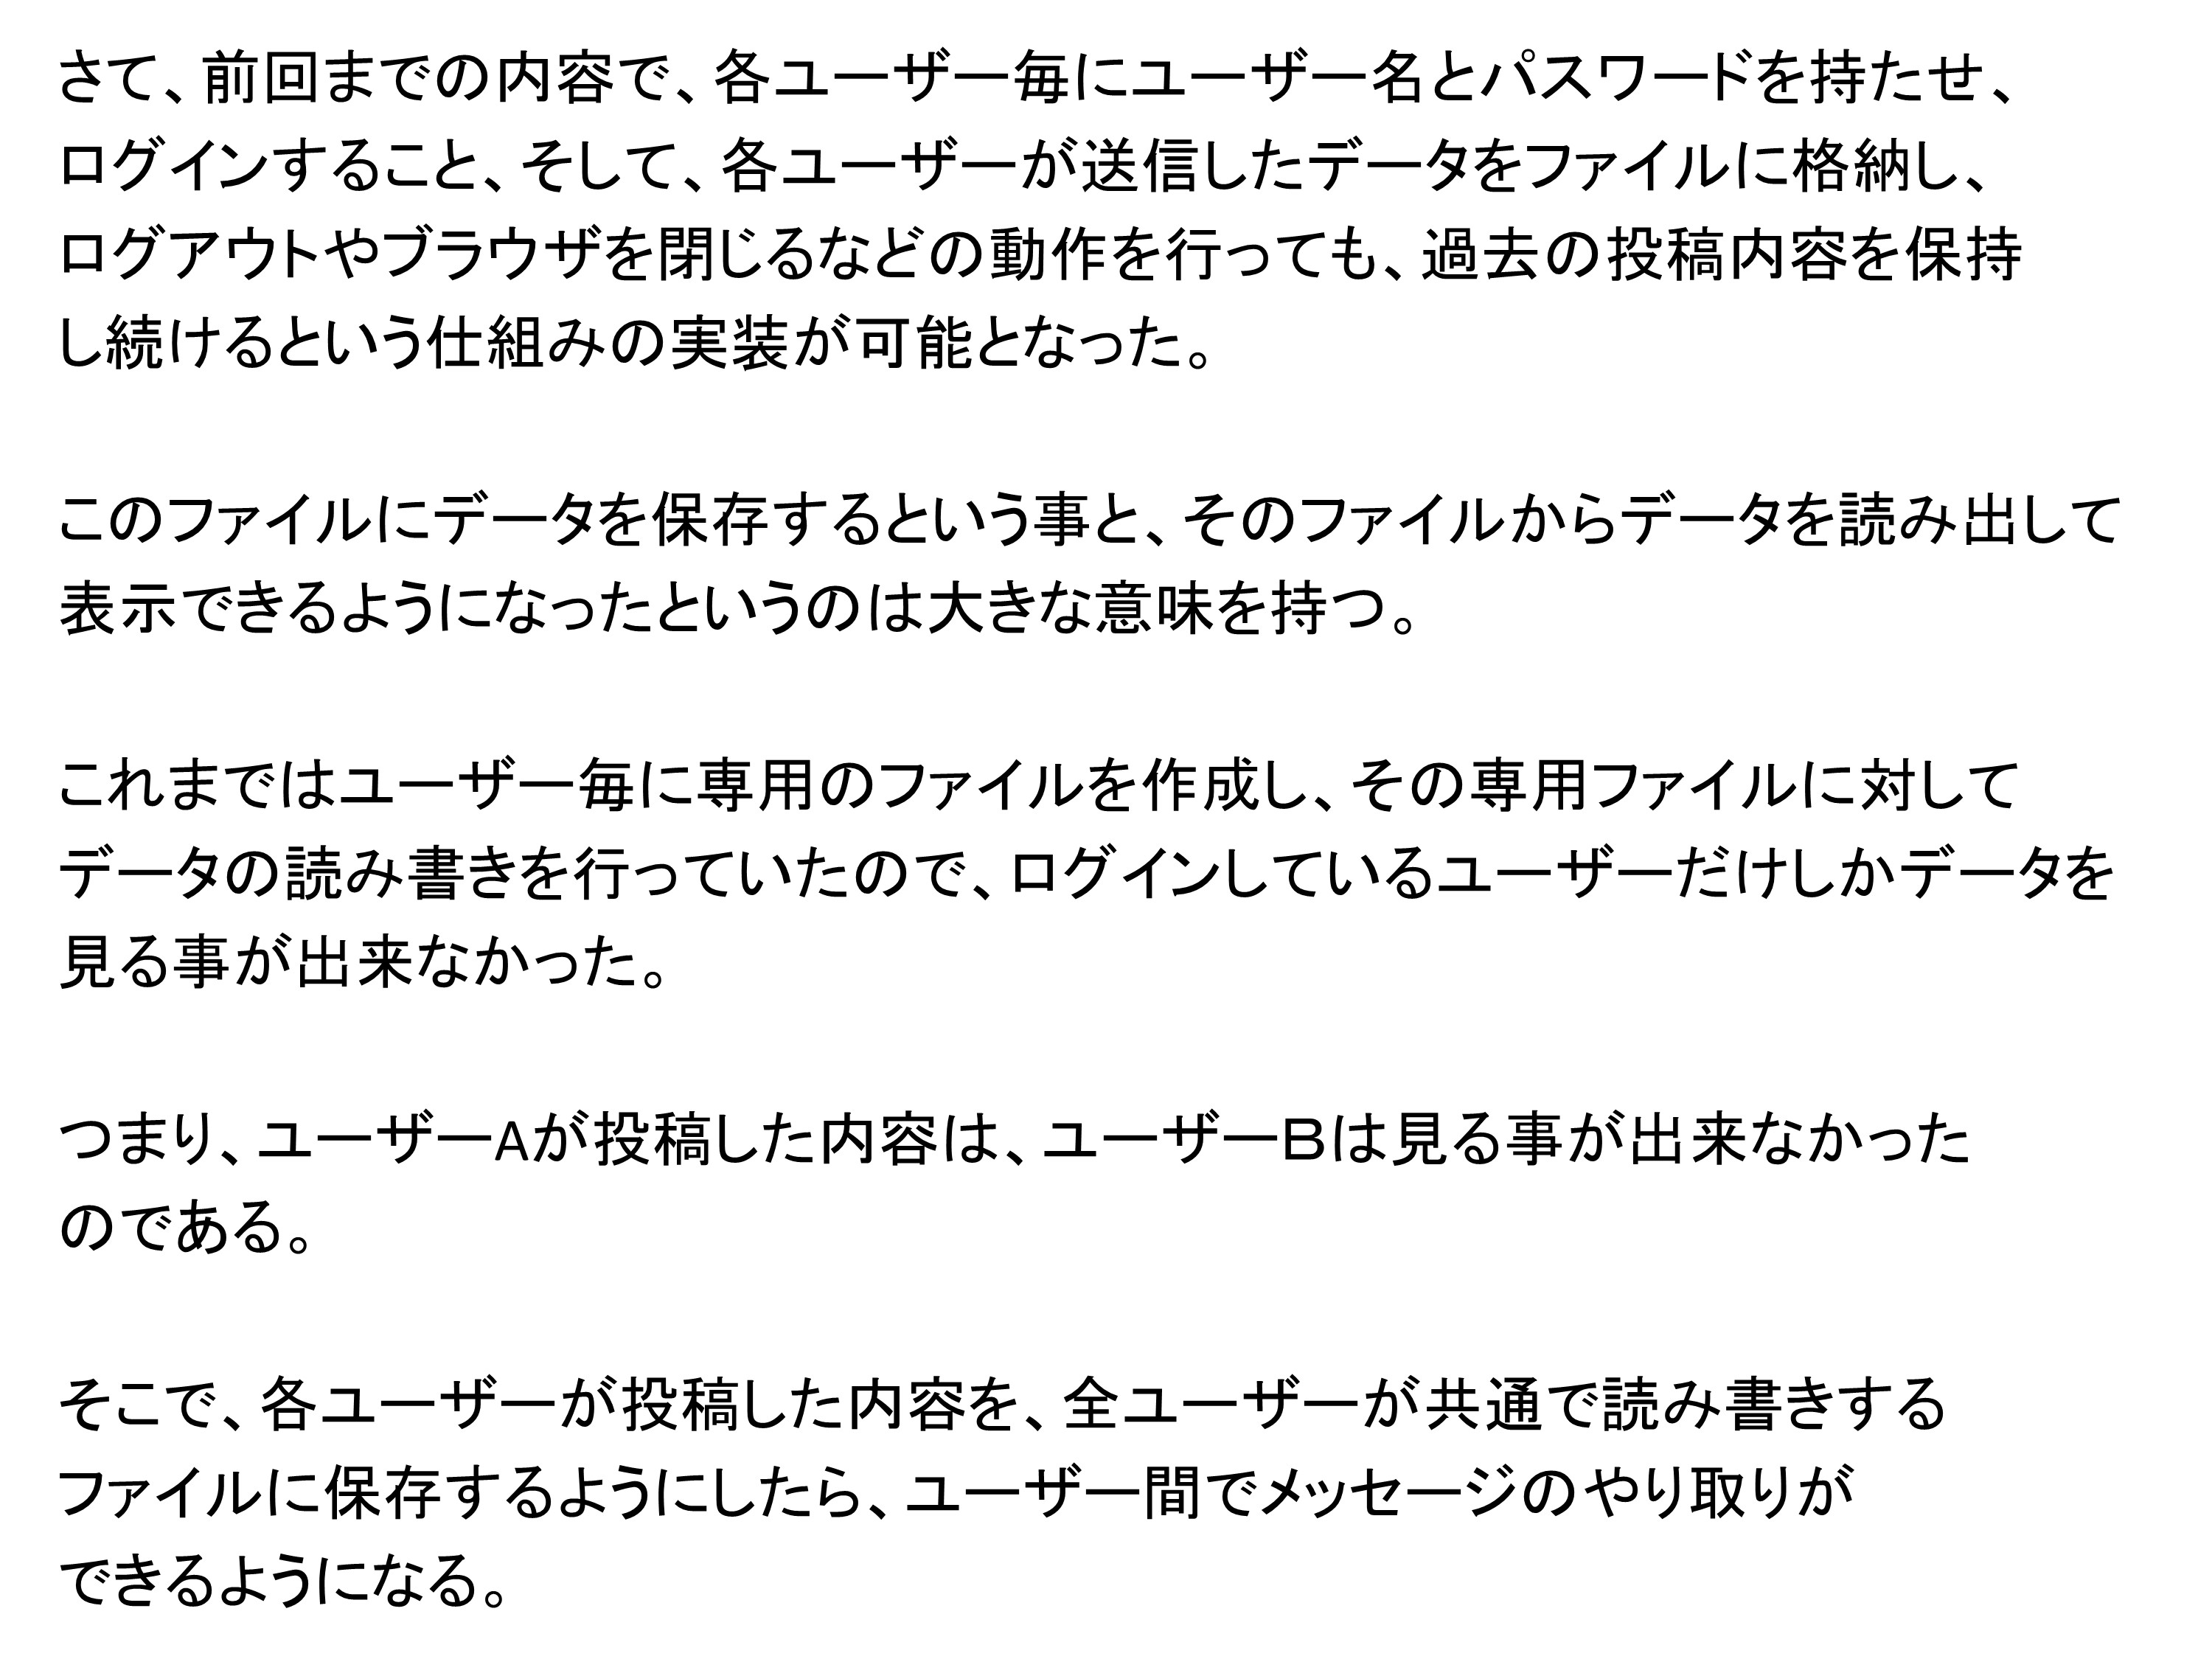 さて、前回までの内容で、各ユーザー毎にユーザー名とパスワードを持たせ、
ログインすること、そして、各ユーザーが送信したデータをファイルに格納し、
ログアウトやブラウザを閉じるなどの動作を行っても、過去の投稿内容を保持
し続けるという仕組みの実装が可能となった。
このファイルにデータを保存するという事と、そのファイルからデータを読み出して
表示できるようになったというのは大きな意味を持つ。
これまではユーザー毎に専用のファイルを作成し、その専用ファイルに対して
データの読み書きを行っていたので、ログインしているユーザーだけしかデータを
見る事が出来なかった。
つまり、ユーザーAが投稿した内容は、ユーザーBは見る事が出来なかった
のである。
そこで、各ユーザーが投稿した内容を、全ユーザーが共通で読み書きする
ファイルに保存するようにしたら、ユーザー間でメッセージのやり取りが
できるようになる。